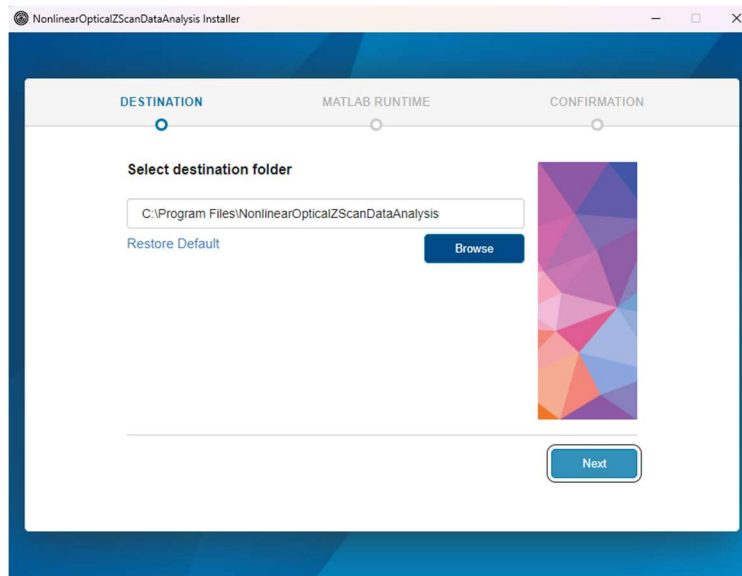 NonlinearOpticalZScanDataAnalysis Installer
DESTINATION
MATLAB RUNTIME
CONFIRMATION
Select destination folder
C:\Program Files\NonlinearOpticalZScanDataAnalysis
Restore Default
Browse
Next